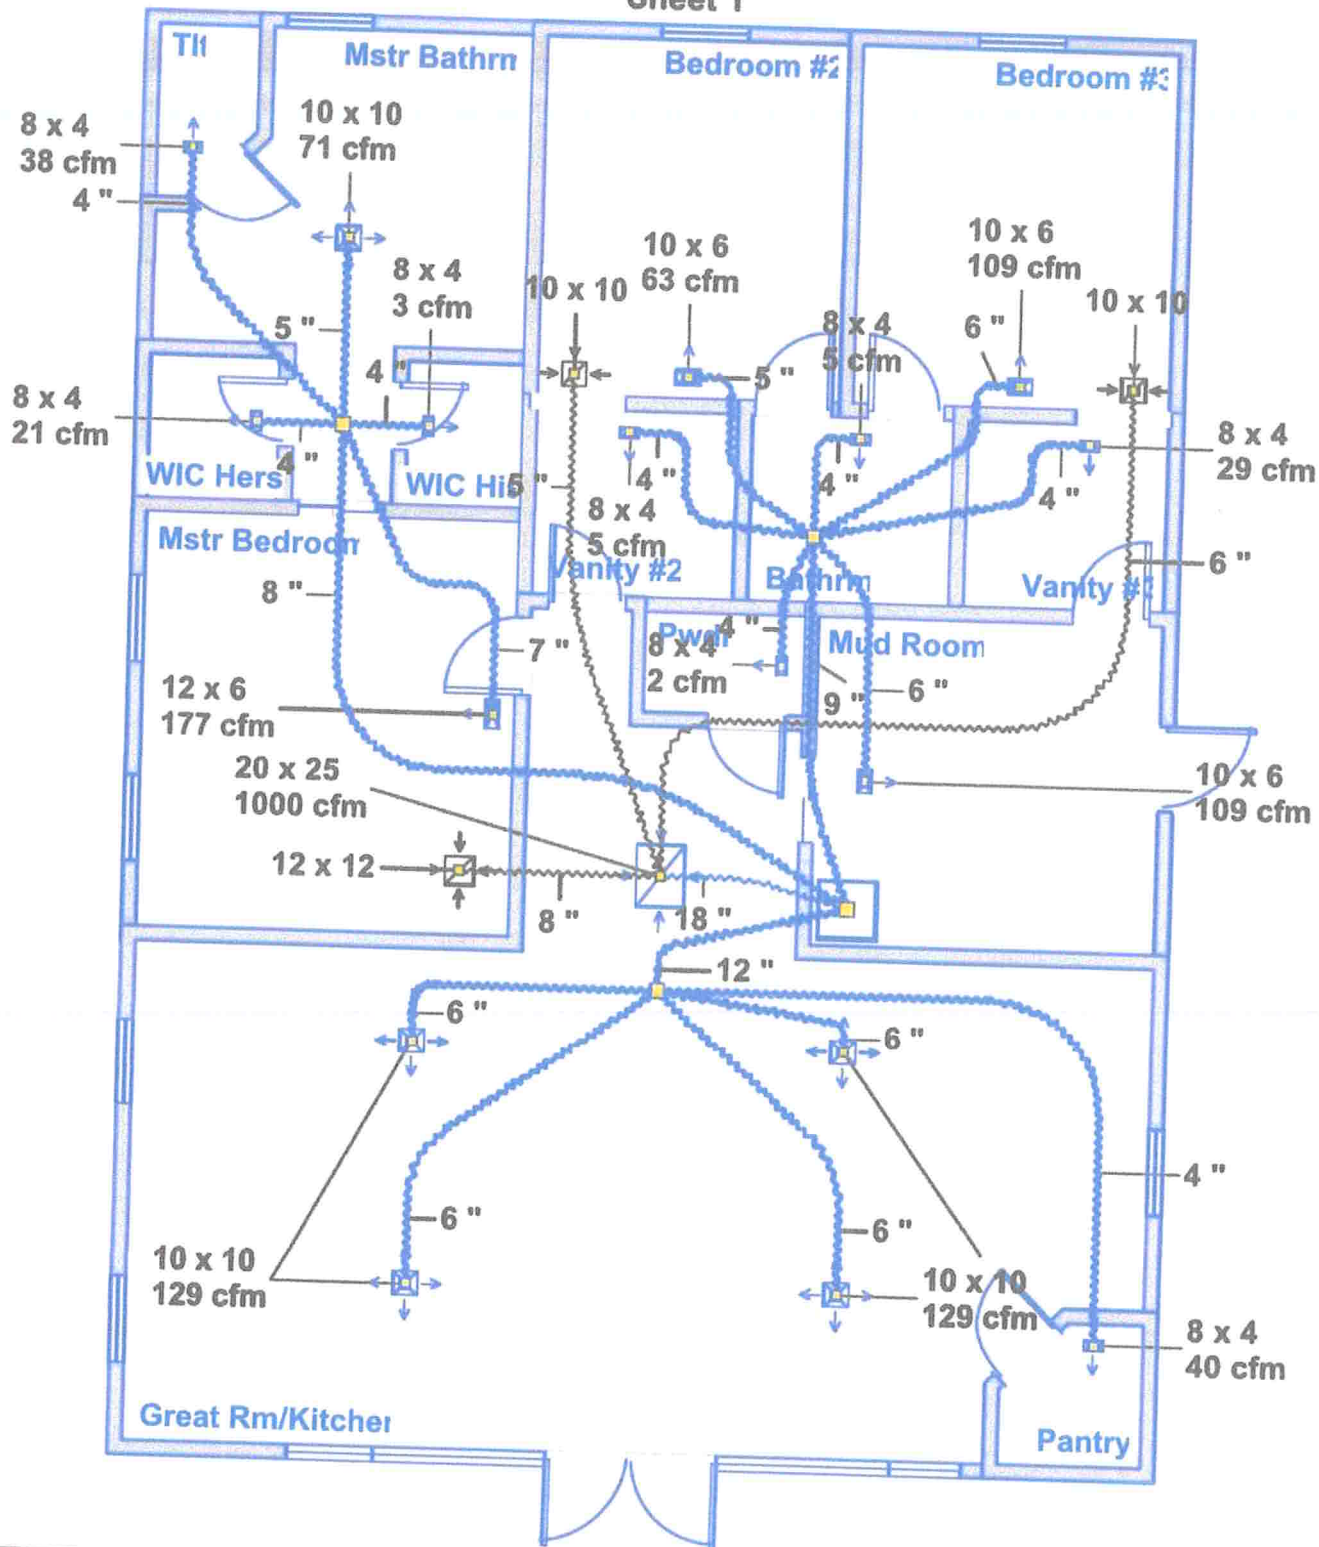 Sheet 1
Tlt
Mstr Bathrn
Bedroom #2
Bedroom #3
8 x 4
38 cfm
4 "
10 x 10
71 cfm
8 x 4
3 cfm
10 x 10
10 x 6
63 cfm
8 x 4
5 cfm
10 x 6
109 cfm
10 x 10
5 "
4 "
5 "
6 "
8 x 4
21 cfm
4 "
WIC Hers
WIC His
5 "
4 "
4 "
4 "
8 x 4
29 cfm
8 x 4
5 cfm
Mstr Bedroom
Vanity #2
Bathrm
Vanity #3
6 "
8 "
7 "
Pwdr
4 "
8 x 4
2 cfm
Mud Room
9 "
6 "
12 x 6
177 cfm
20 x 25
1000 cfm
10 x 6
109 cfm
12 x 12
8 "
18 "
12 "
6 "
6 "
4 "
6 "
6 "
10 x 10
129 cfm
10 x 10
129 cfm
8 x 4
40 cfm
Great Rm/Kitchen
Pantry